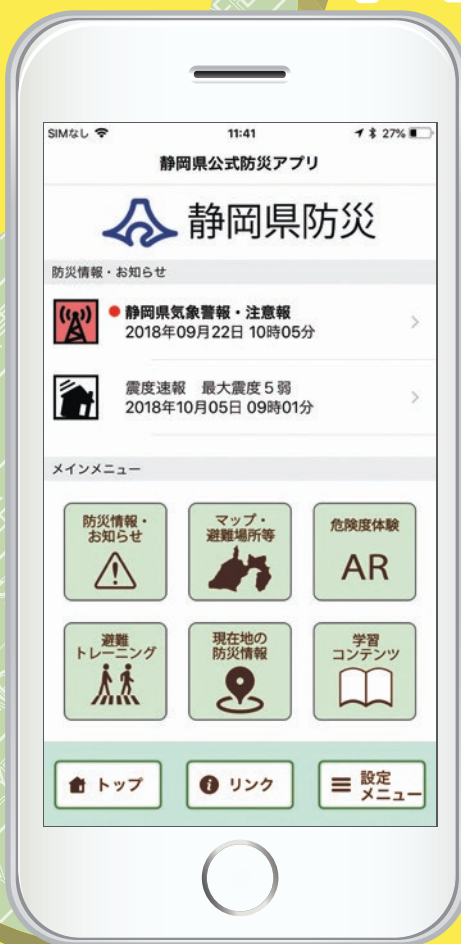 SIMなし 11:41 27%
静岡県公式防災アプリ
静岡県防災
防災情報・お知らせ
静岡県気象警報・注意報
2018年09月22日 10時05分
震度速報 最大震度5弱
2018年10月05日 09時01分
メインメニュー
防災情報・
お知らせ
マップ・
避難場所等
危険度体験
AR
避難
トレーニング
現在地の
防災情報
学習
コンテンツ
トップ
リンク
設定
メニュー